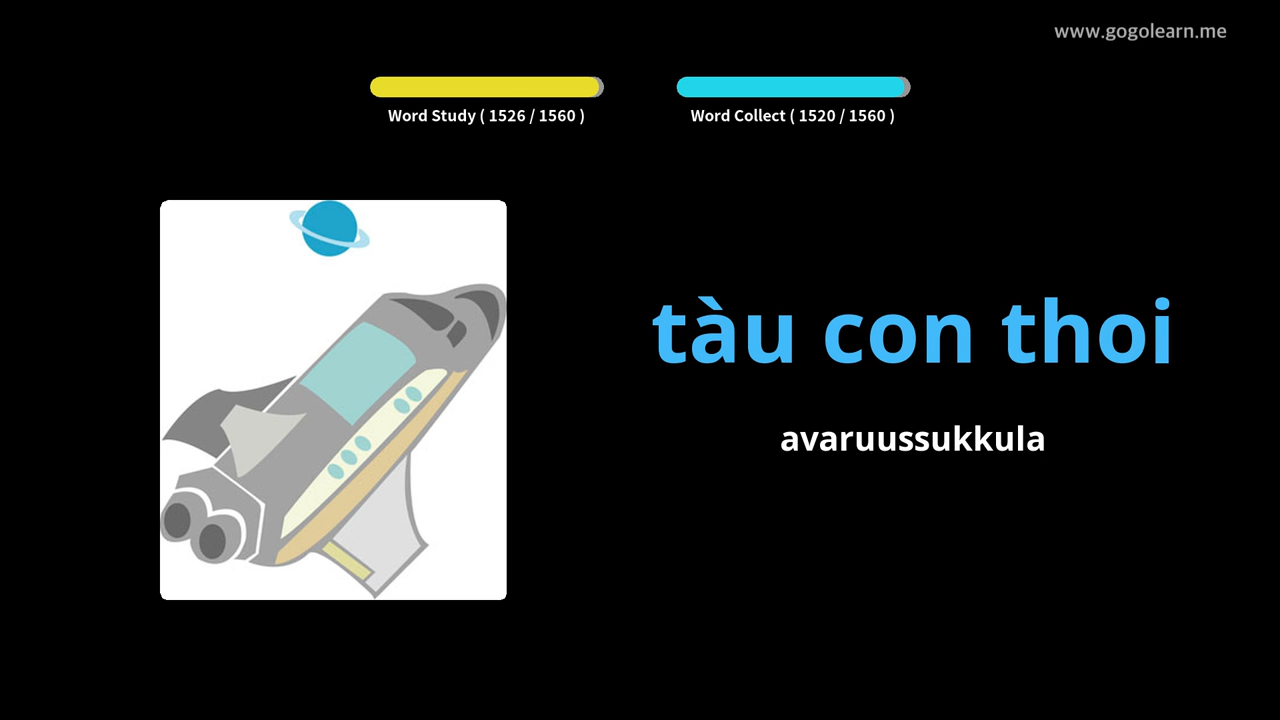 www.gogolearn.me
Word Study ( 1526 / 1560 )
Word Collect ( 1520 / 1560 )
tàu con thoi
avaruussukkula